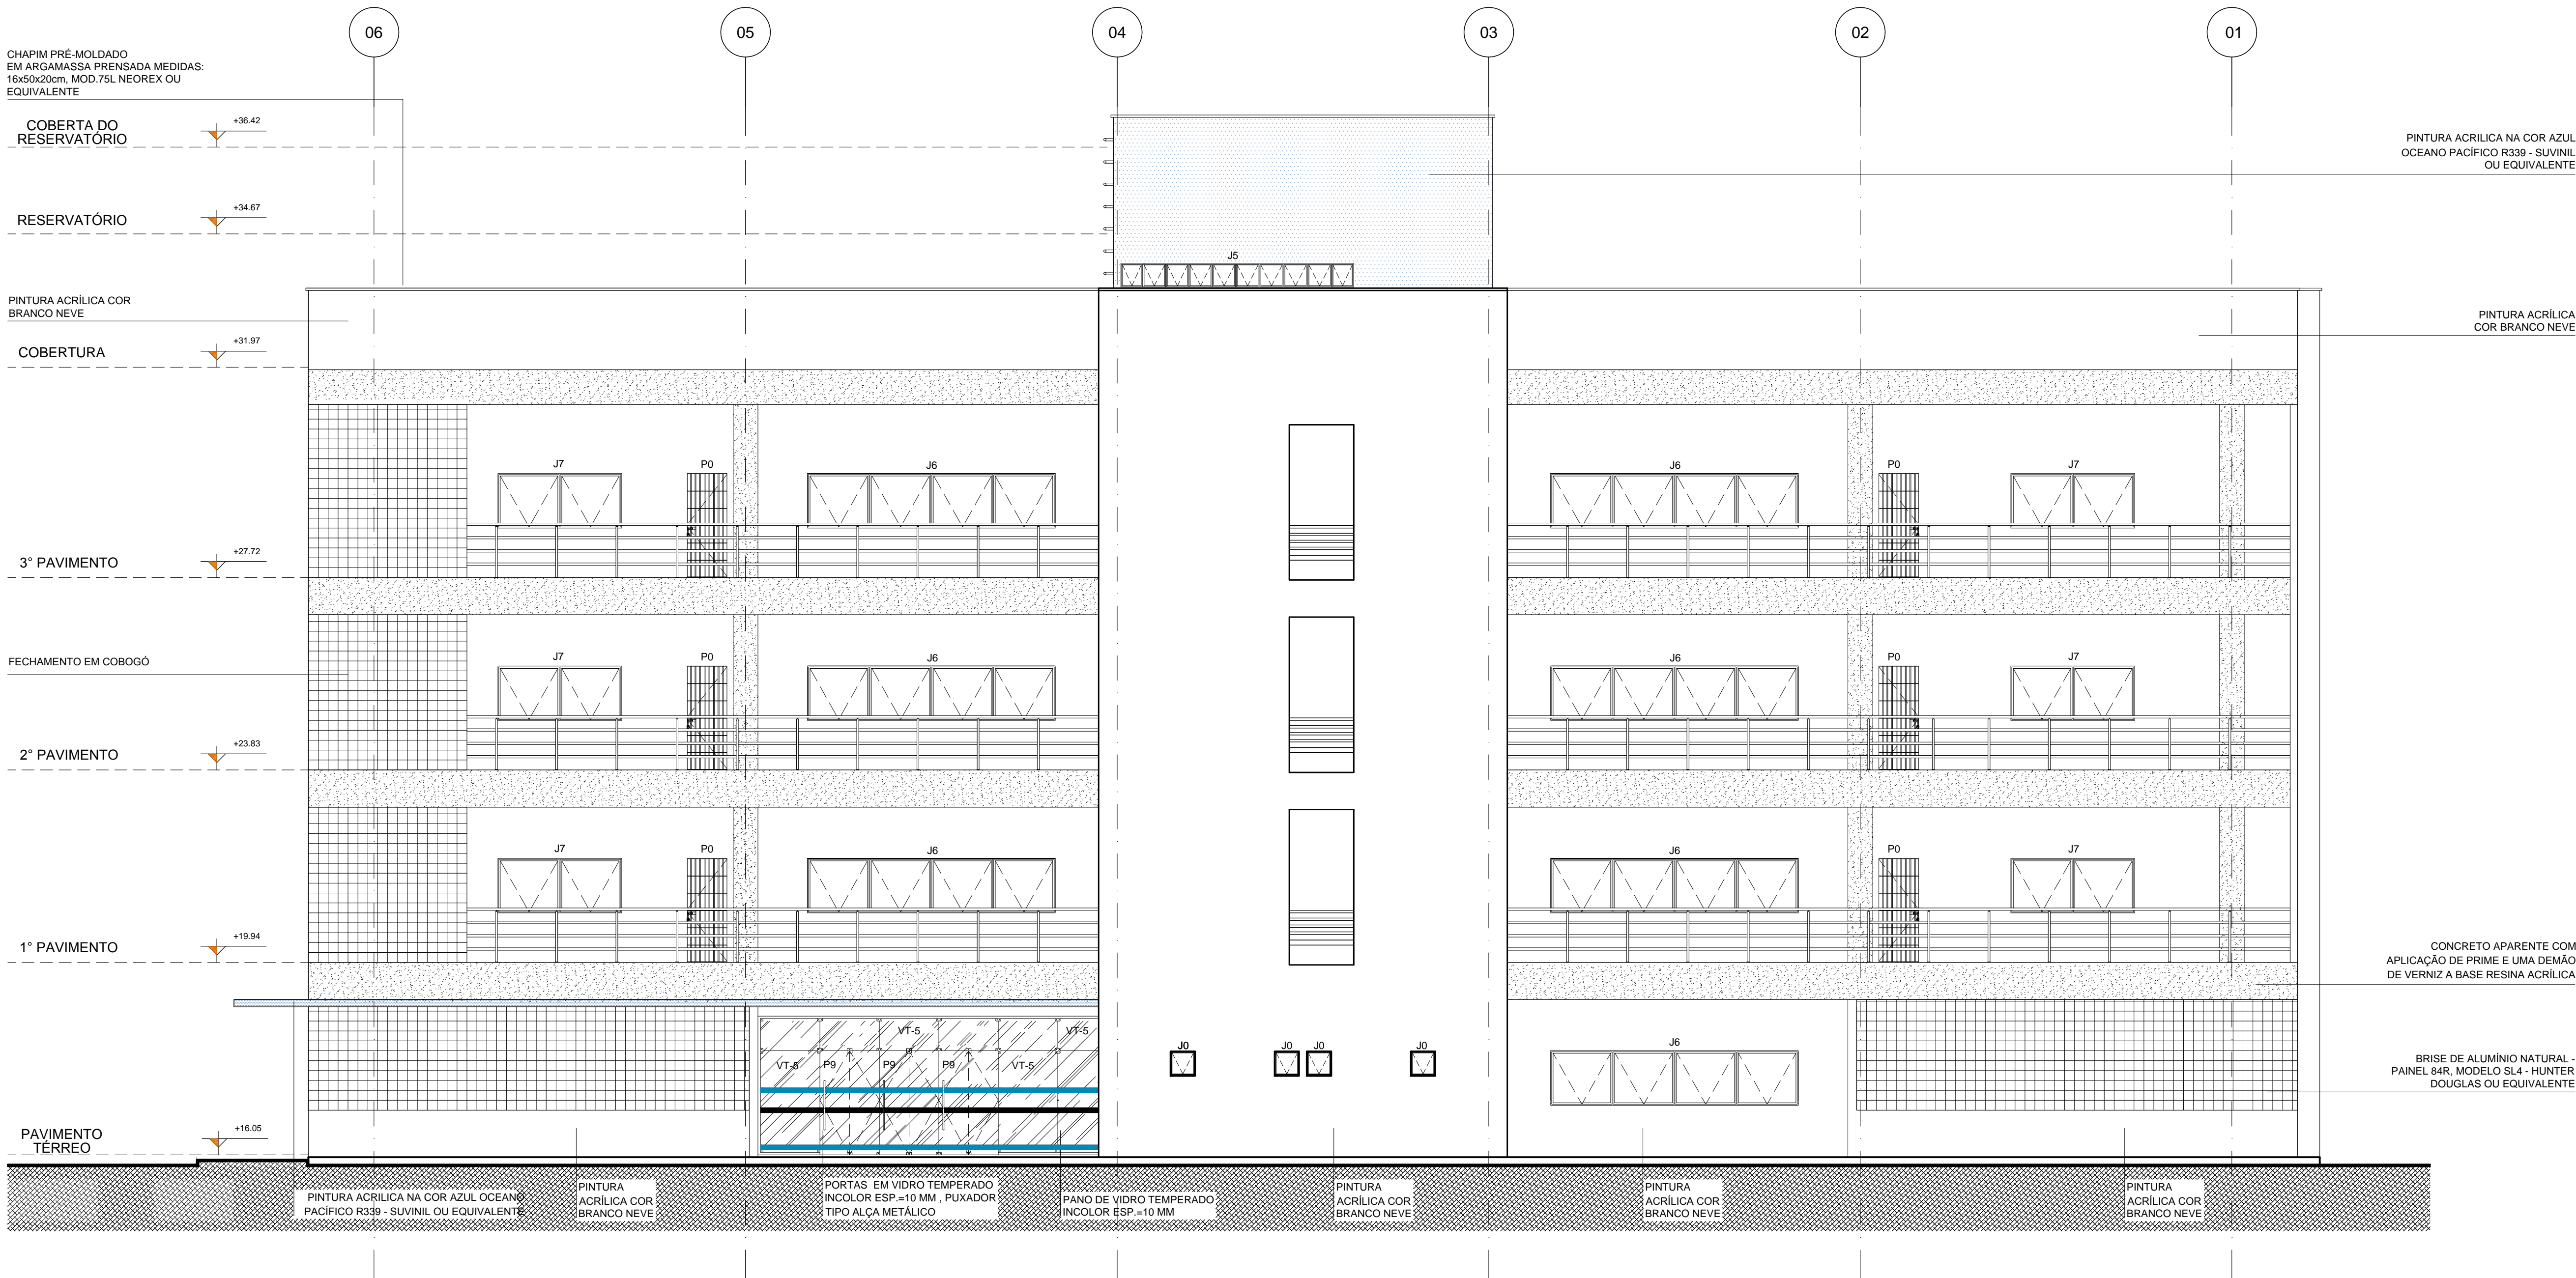 06
05
04
03
02
01
CHAPIM PRÉ-MOLDADO
EM ARGAMASSA PRENSADA MEDIDAS:
16x50x20cm, MOD.75L NEOREX OU
EQUIVALENTE
COBERTA DO
RESERVATÓRIO
+36.42
PINTURA ACRILICA NA COR AZUL
OCEANO PACÍFICO R339 - SUVINIL
OU EQUIVALENTE
RESERVATÓRIO
+34.67
J5
PINTURA ACRÍLICA COR
BRANCO NEVE
PINTURA ACRÍLICA
COR BRANCO NEVE
COBERTURA
+31.97
J7
P0
J6
J6
P0
J7
3° PAVIMENTO
+27.72
FECHAMENTO EM COBOGÓ
J7
P0
J6
J6
P0
J7
2° PAVIMENTO
+23.83
J7
P0
J6
J6
P0
J7
1° PAVIMENTO
+19.94
CONCRETO APARENTE COM
APLICAÇÃO DE PRIME E UMA DEMÃO
DE VERNIZ A BASE RESINA ACRÍLICA
VT-5
VT-5
VT-5
P9
P9
P9
VT-5
J0
J0
J0
J0
J6
BRISE DE ALUMÍNIO NATURAL -
PAINEL 84R, MODELO SL4 - HUNTER
DOUGLAS OU EQUIVALENTE
PAVIMENTO
TÉRREO
+16.05
PINTURA ACRILICA NA COR AZUL OCEANO
PACÍFICO R339 - SUVINIL OU EQUIVALENTE
PINTURA
ACRÍLICA COR
BRANCO NEVE
PORTAS EM VIDRO TEMPERADO
INCOLOR ESP.=10 MM , PUXADOR
TIPO ALÇA METÁLICO
PANO DE VIDRO TEMPERADO
INCOLOR ESP.=10 MM
PINTURA
ACRÍLICA COR
BRANCO NEVE
PINTURA
ACRÍLICA COR
BRANCO NEVE
PINTURA
ACRÍLICA COR
BRANCO NEVE